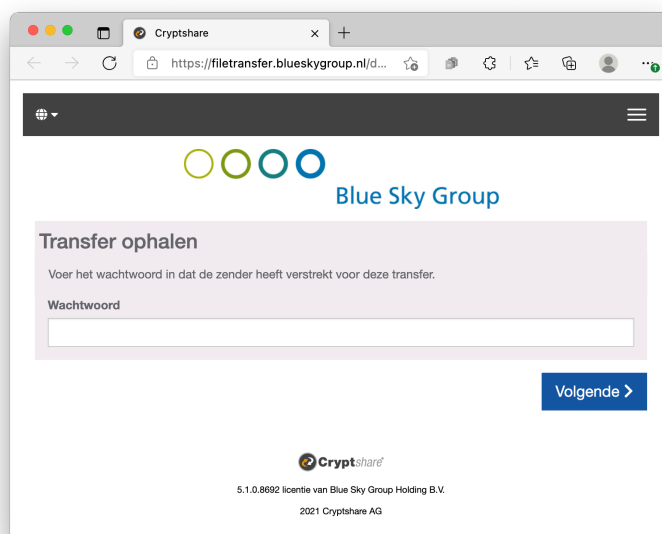 Cryptshare
https://filetransfer.blueskygroup.nl/d...
Blue Sky Group
Transfer ophalen
Voer het wachtwoord in dat de zender heeft verstrekt voor deze transfer.
Wachtwoord
Volgende
Cryptshare
5.1.0.8692 licentie van Blue Sky Group Holding B.V.
2021 Cryptshare AG